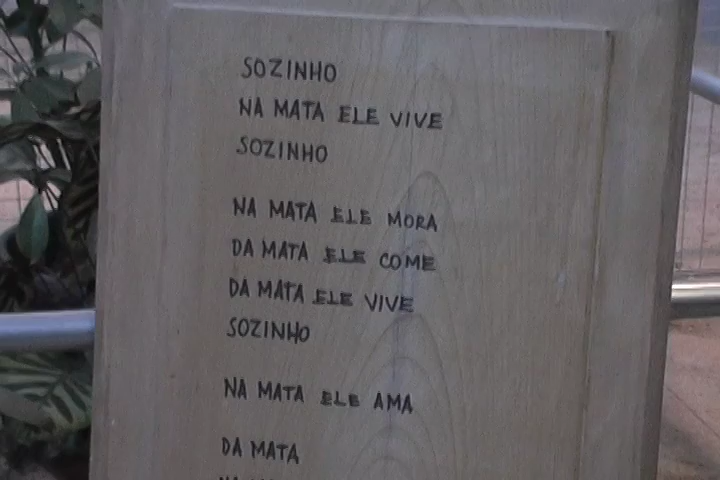 SOZINHO
NA MATA ELE VIVE
SOZINHO
NA MATA ELE MORA
DA MATA ELE COME
DA MATA ELE VIVE
SOZINHO
NA MATA ELE AMA
DA MATA